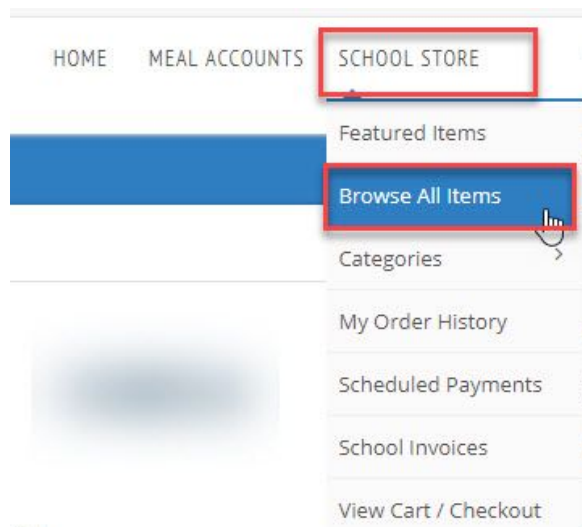 HOME MEAL ACCOUNTS SCHOOL STORE
Featured Items
Browse All Items
Categories
My Order History
Scheduled Payments
School Invoices
View Cart / Checkout